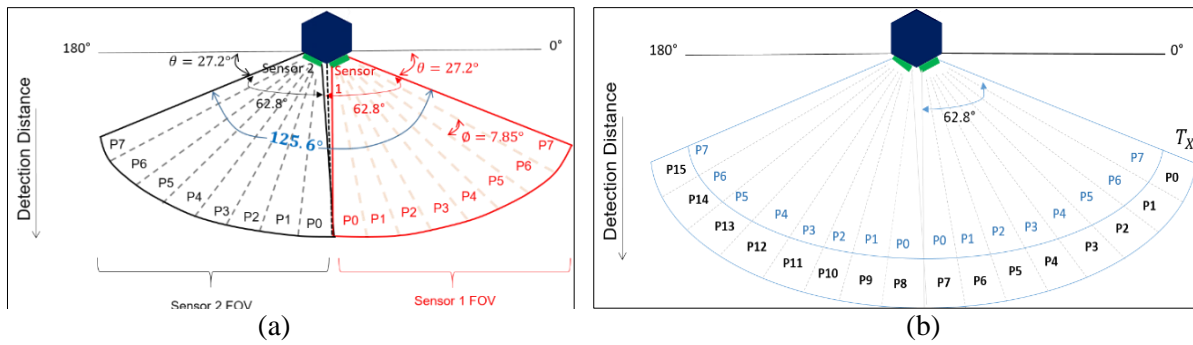 180°
0°
θ = 27.2°
Sensor 2
Sensor 1
θ = 27.2°
62.8°
62.8°
125.6°
ø = 7.85°
Detection Distance
P7
P6
P5
P4
P3
P2
P1
P0
P0
P1
P2
P3
P4
P5
P6
P7
Sensor 2 FOV
Sensor 1 FOV
(a)
180°
0°
62.8°
Detection Distance
T_X
P7
P6
P5
P4
P3
P2
P1
P0
P0
P1
P2
P3
P4
P5
P6
P7
P15
P14
P13
P12
P11
P10
P9
P8
P7
P6
P5
P4
P3
P2
P1
P0
(b)